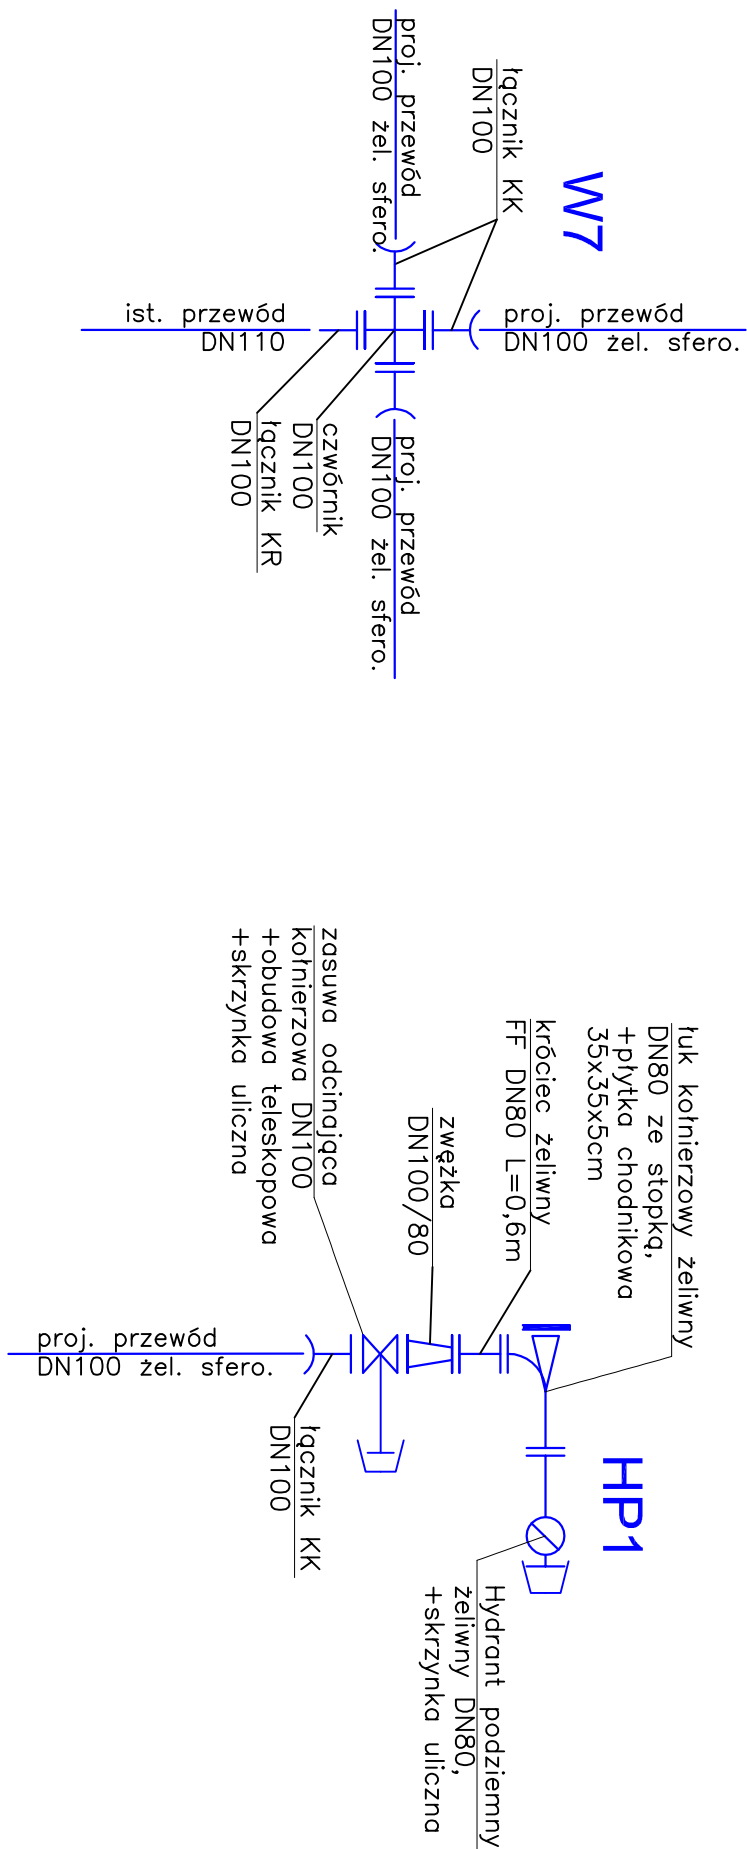 W7
łącznik KK
DN100
proj. przewód
DN100 żel. sfero.
proj. przewód
DN100 żel. sfero.
ist. przewód
DN110
proj. przewód
DN100 żel. sfero.
czwórnik
DN100
łącznik KR
DN100
HP1
łuk kołnierzowy żeliwny
DN80 ze stopką,
+płytka chodnikowa
35x35x5cm
króciec żeliwny
FF DN80 L=0,6m
zwężka
DN100/80
zasuwa odcinająca
kołnierzowa DN100
+obudowa teleskopowa
+skrzynka uliczna
proj. przewód
DN100 żel. sfero.
łącznik KK
DN100
Hydrant podziemny
żeliwny DN80,
+skrzynka uliczna